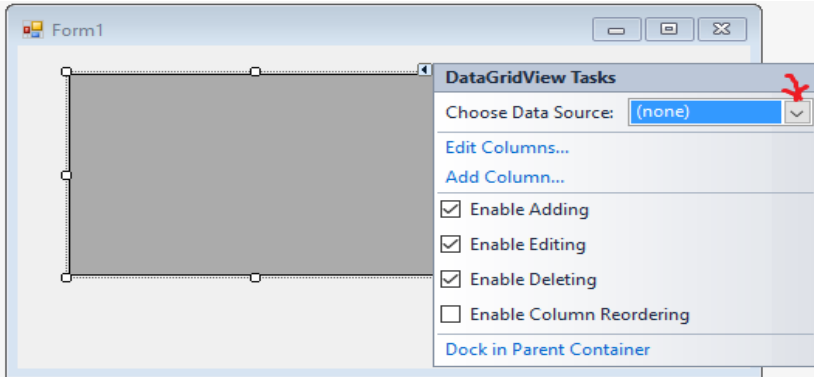 Form1
DataGridView Tasks
Choose Data Source: (none)
Edit Columns...
Add Column...
Enable Adding
Enable Editing
Enable Deleting
Enable Column Reordering
Dock in Parent Container